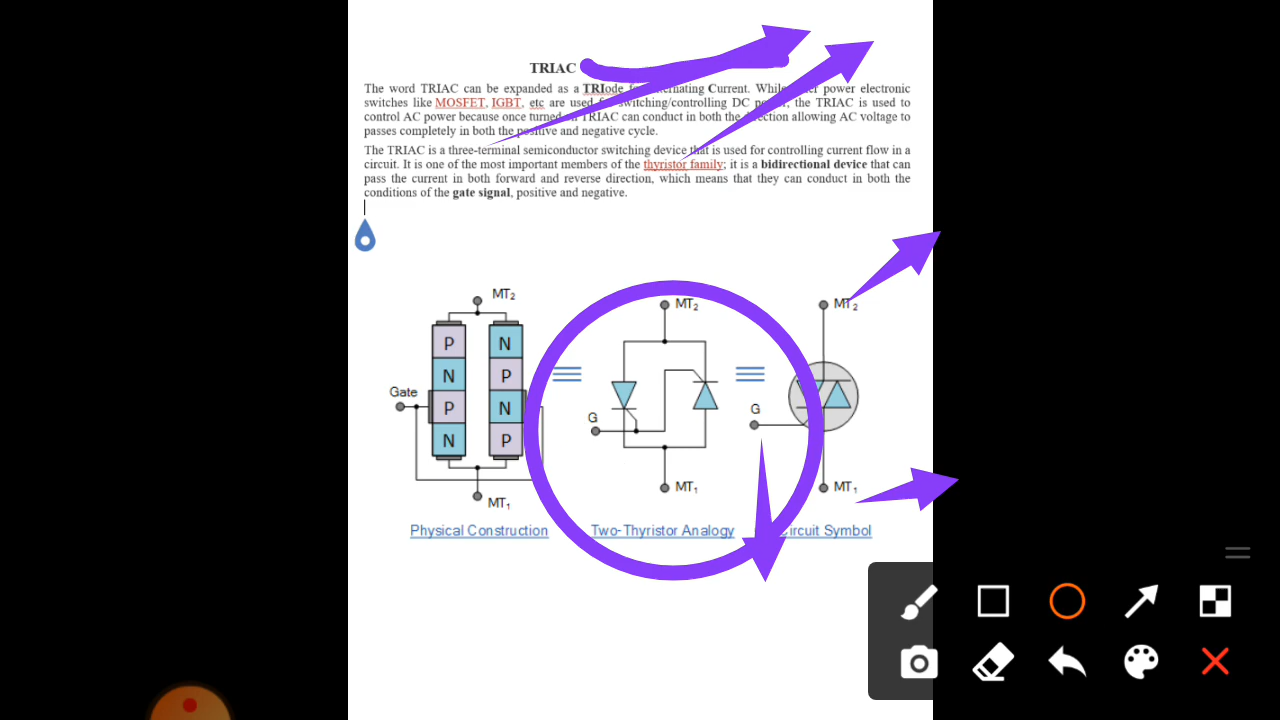 TRIAC
The word TRIAC can be expanded as a TRIode for Alternating Current. While other power electronic
switches like MOSFET, IGBT, etc are used for switching/controlling DC power, the TRIAC is used to
control AC power because once turned on TRIAC can conduct in both the direction allowing AC voltage to
passes completely in both the positive and negative cycle.
The TRIAC is a three-terminal semiconductor switching device that is used for controlling current flow in a
circuit. It is one of the most important members of the thyristor family; it is a bidirectional device that can
pass the current in both forward and reverse direction, which means that they can conduct in both the
conditions of the gate signal, positive and negative.
MT2
P
N
N
P
Gate
P
N
N
P
MT1
Physical Construction
MT2
G
MT1
Two-Thyristor Analogy
MT2
G
MT1
Circuit Symbol